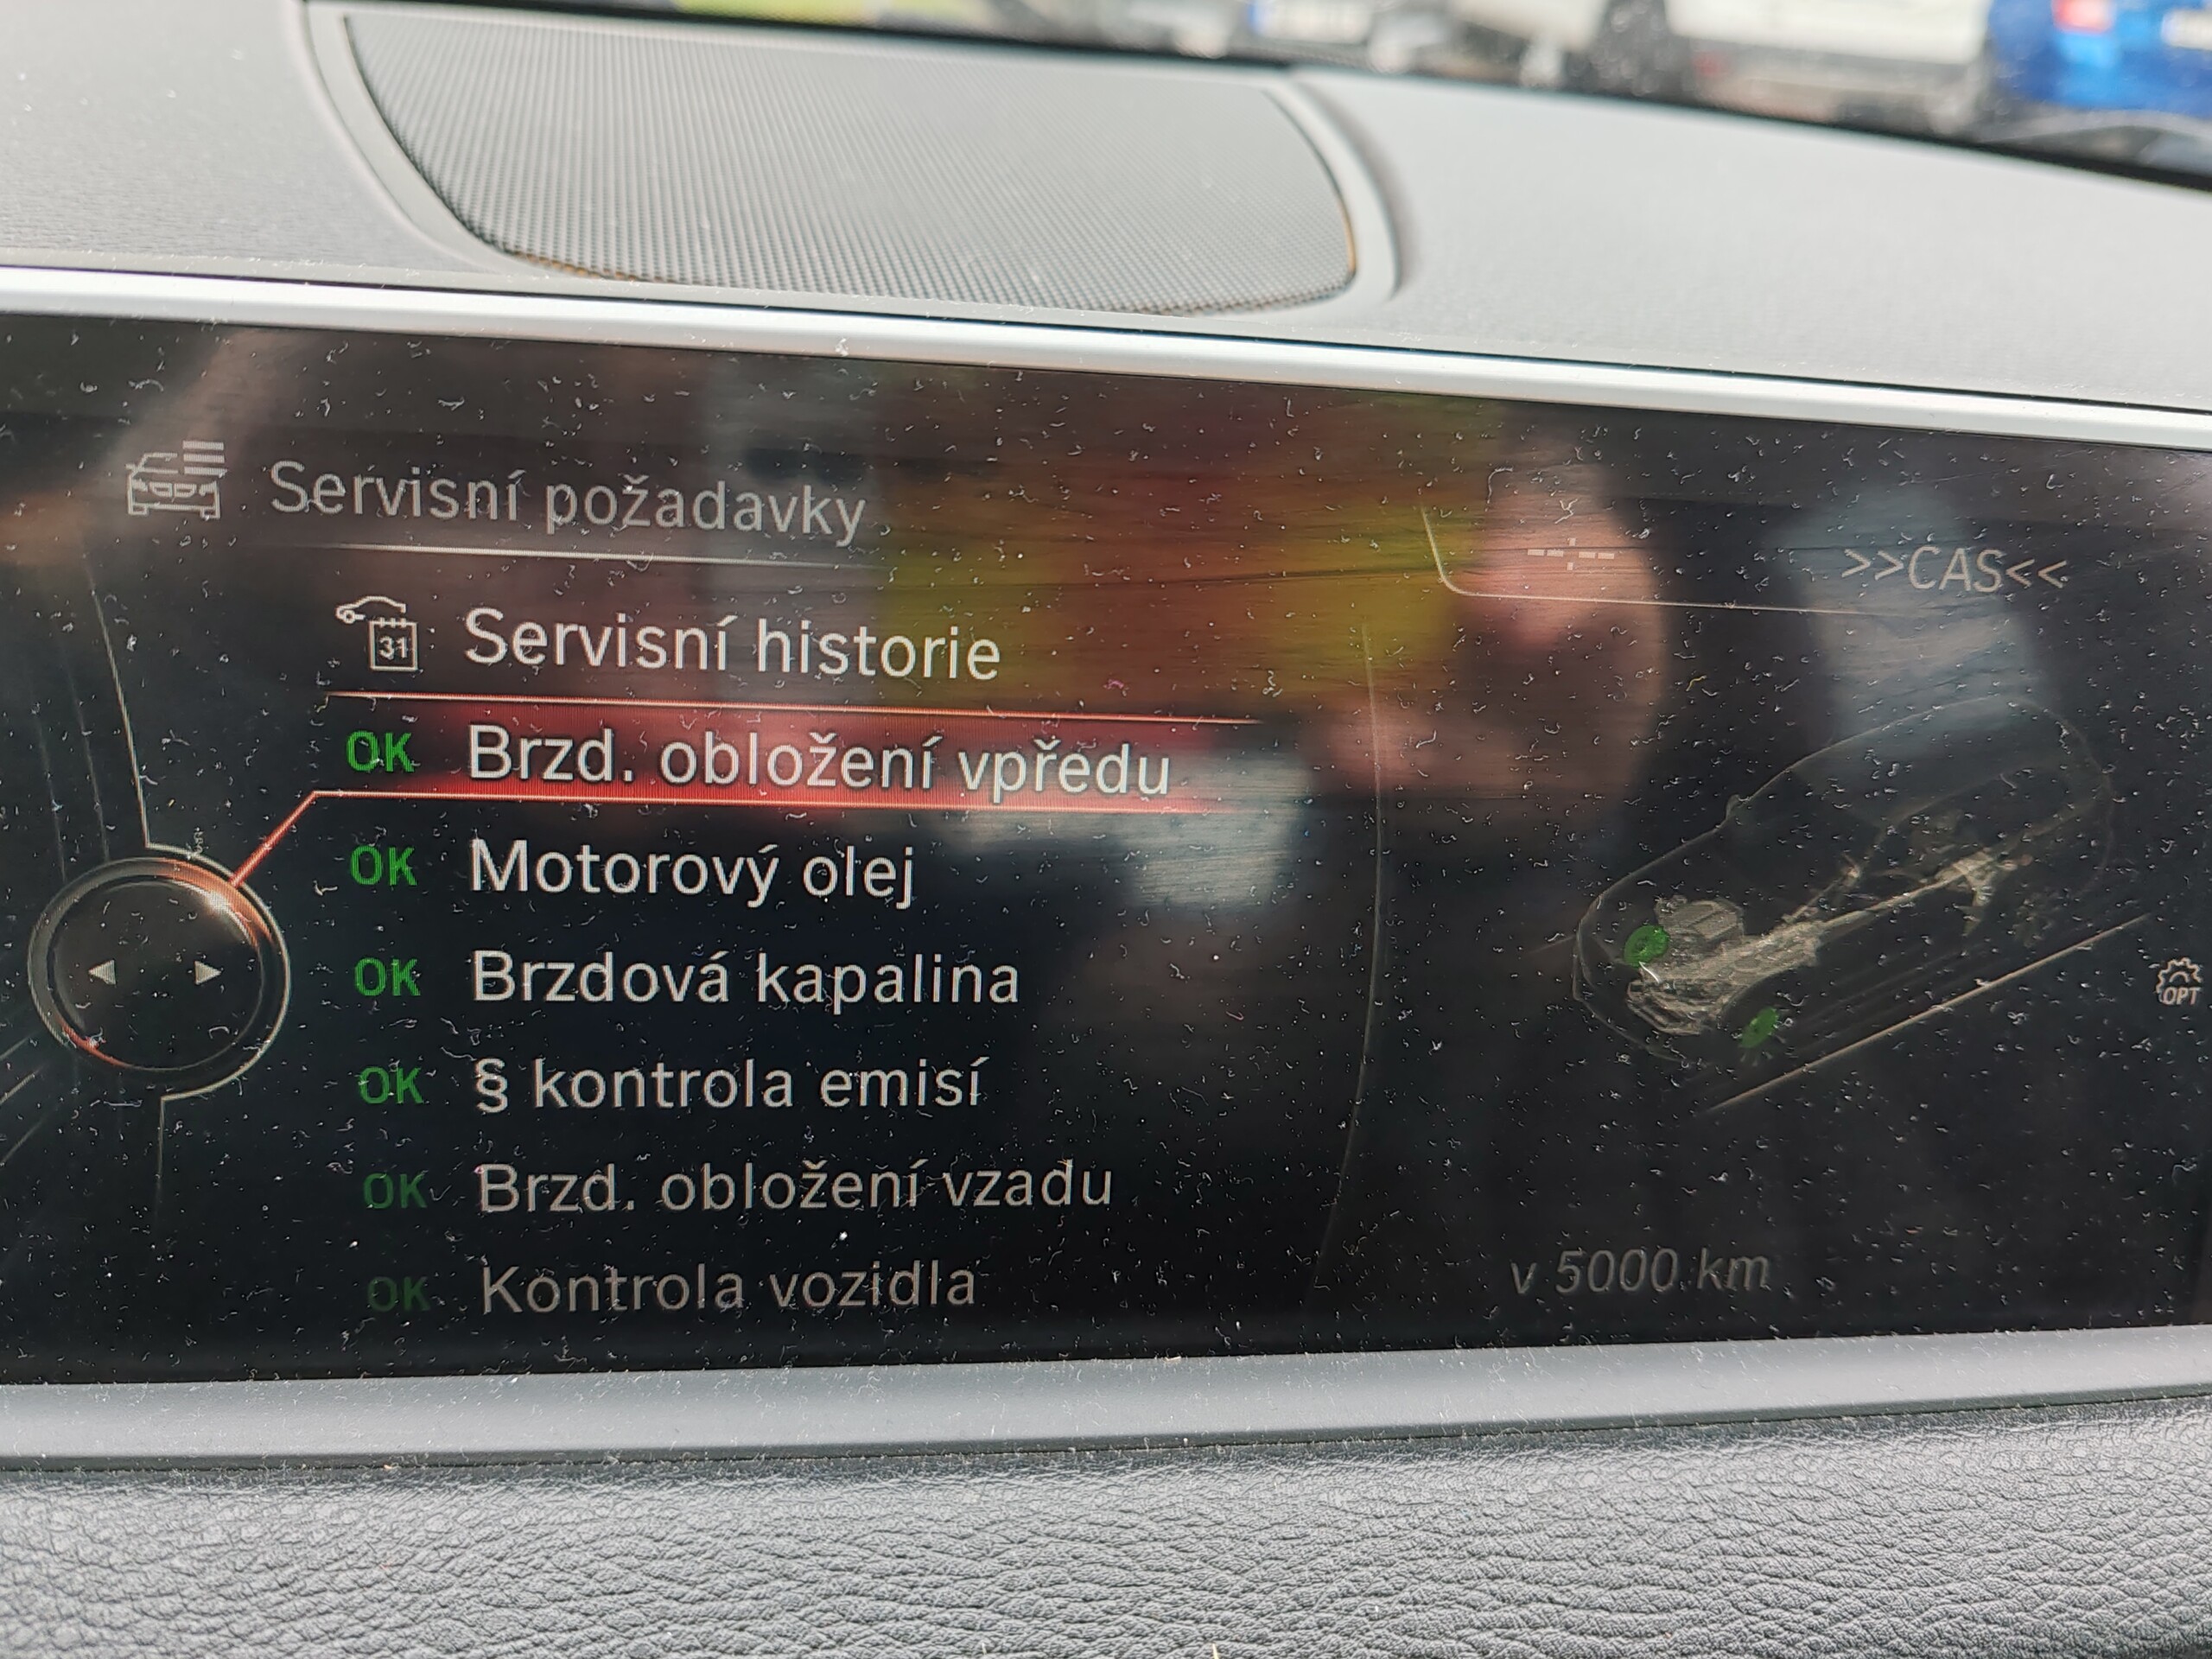 Servisní požadavky
>>CAS<<
31 Servisní historie
OK Brzd. obložení vpředu
OK Motorový olej
OK Brzdová kapalina
OK § kontrola emisí
OK Brzd. obložení vzadu
OK Kontrola vozidla
OPT
v 5000 km